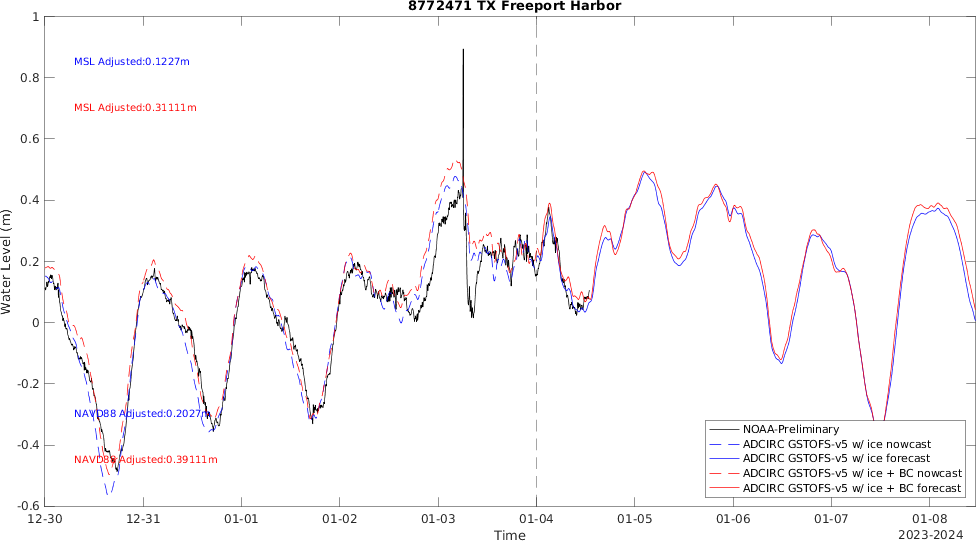 8772471 TX Freeport Harbor
1
0.8
0.6
0.4
0.2
0
-0.2
-0.4
-0.6
Water Level (m)
MSL Adjusted:0.1227m
MSL Adjusted:0.31111m
NAVD88 Adjusted:0.2027m
NAVD88 Adjusted:0.39111m
NOAA-Preliminary
ADCIRC GSTOFS-v5 w/ ice nowcast
ADCIRC GSTOFS-v5 w/ ice forecast
ADCIRC GSTOFS-v5 w/ice + BC nowcast
ADCIRC GSTOFS-v5 w/ice + BC forecast
12-30 12-31 01-01 01-02 01-03 01-04 01-05 01-06 01-07 01-08
Time
2023-2024